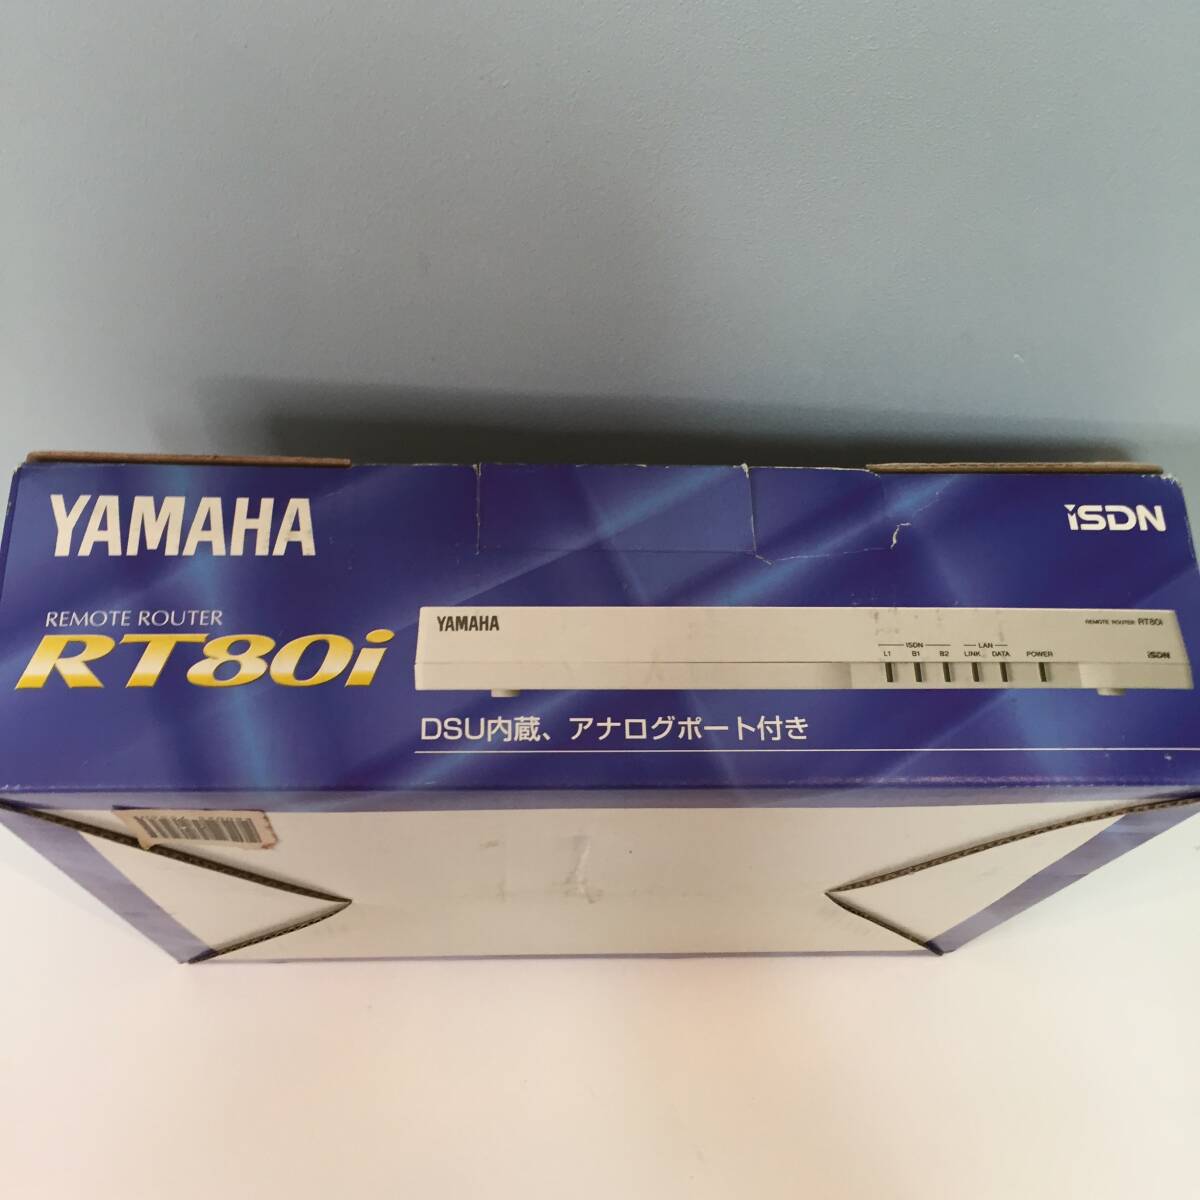 YAMAHA
iSDN
REMOTE ROUTER
RT80i
YAMAHA
REMOTE ROUTER RT80i
ISDN
LAN
L1 B1 B2 LINK DATA POWER
iSDN
DSU内蔵、アナログポート付き